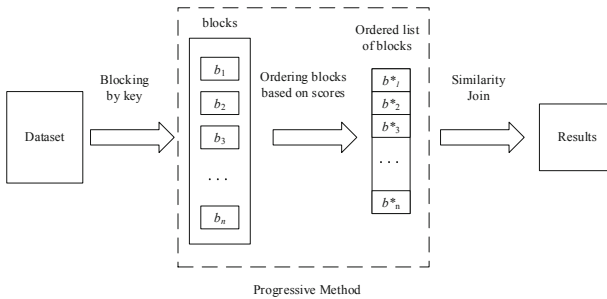 Dataset
Blocking
by key
blocks
b1
b2
b3
. . .
bn
Ordering blocks
based on scores
Ordered list
of blocks
b*1
b*2
b*3
. . .
b*n
Similarity
Join
Results
Progressive Method